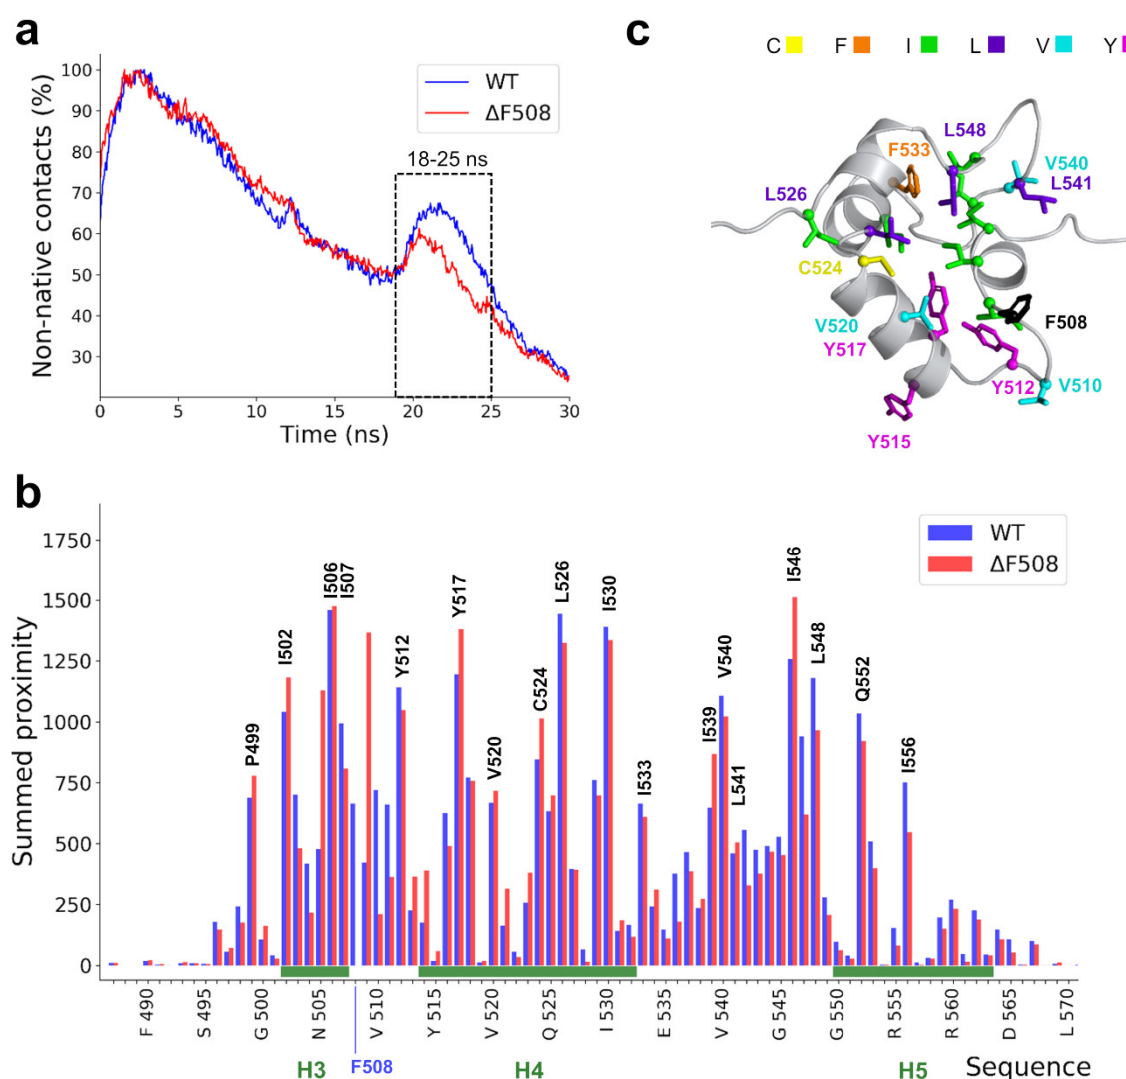 a
Non-native contacts (%)
100
90
80
70
60
50
40
30
0
5
10
15
20
25
30
Time (ns)
WT
ΔF508
18-25 ns
c
C F I L V Y
L548
F533
V540
L541
L526
C524
V520
Y517
F508
Y512
V510
Y515
b
Summed proximity
1750
1500
1250
1000
750
500
250
0
WT
ΔF508
P499
I502
I506
I507
Y512
Y517
V520
C524
L526
I530
I533
I539
V540
L541
I546
L548
Q552
I556
F 490
S 495
G 500
N 505
V 510
Y 515
V 520
Q 525
I 530
E 535
V 540
G 545
G 550
R 555
R 560
D 565
L 570
H3
F508
H4
H5
Sequence